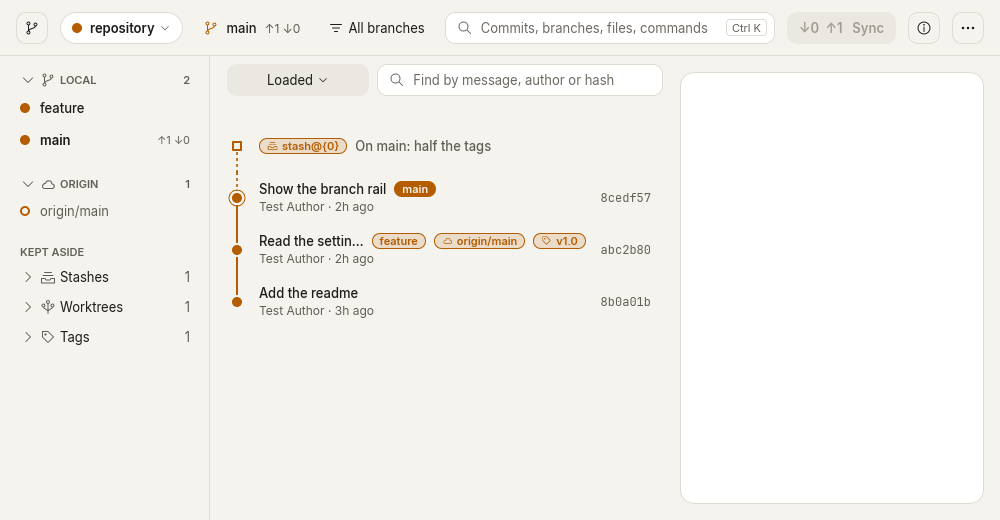 repository main ↑1 ↓0 All branches Commits, branches, files, commands Ctrl K ↓0 ↑1 Sync
LOCAL 2
feature
main ↑1 ↓0
ORIGIN 1
origin/main
KEPT ASIDE
Stashes 1
Worktrees 1
Tags 1
Loaded Find by message, author or hash
stash@{0} On main: half the tags
Show the branch rail main
Test Author · 2h ago 8cedf57
Read the settin... feature origin/main v1.0
Test Author · 2h ago abc2b80
Add the readme
Test Author · 3h ago 8b0a01b